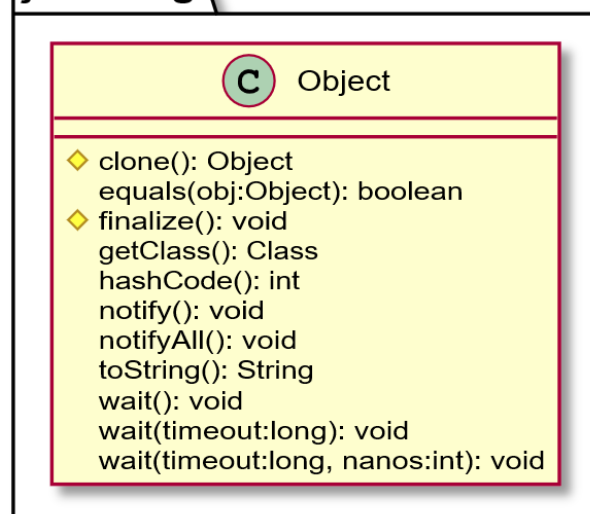 C Object
clone(): Object
equals(obj:Object): boolean
finalize(): void
getClass(): Class
hashCode(): int
notify(): void
notifyAll(): void
toString(): String
wait(): void
wait(timeout:long): void
wait(timeout:long, nanos:int): void